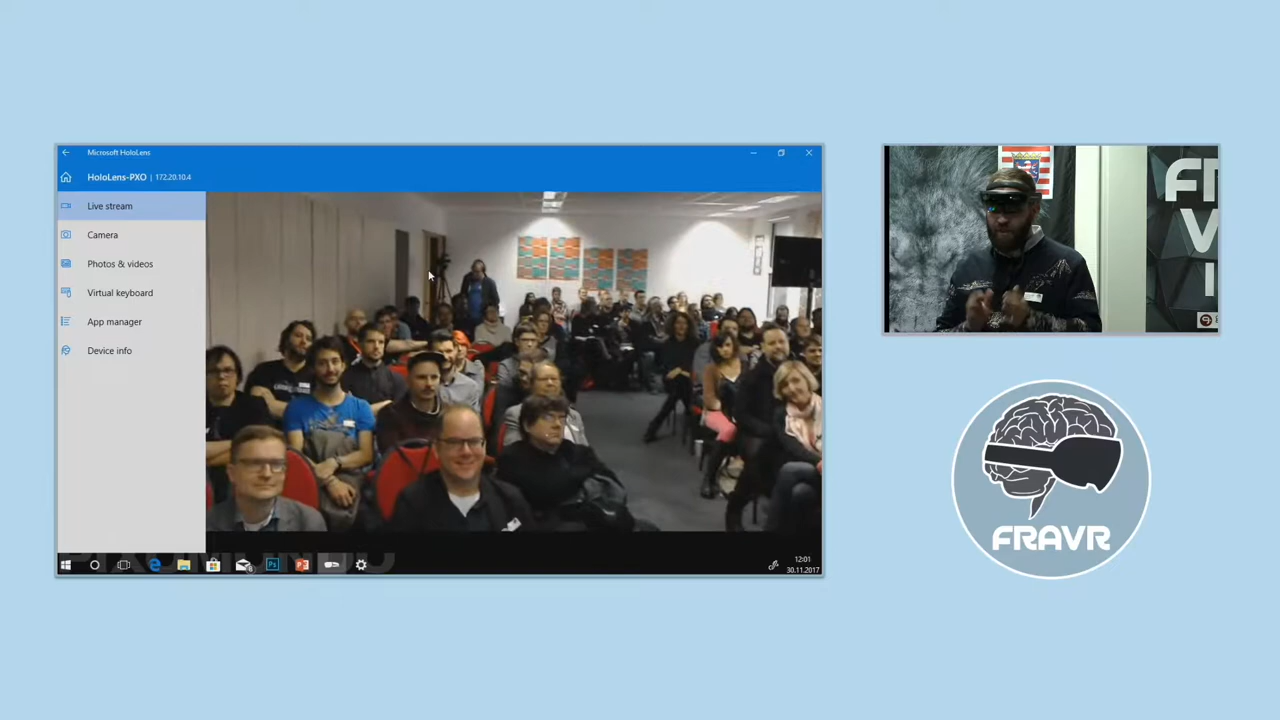 Microsoft HoloLens
HoloLens-PXO | 172.20.10.4
Live stream
Camera
Photos & videos
Virtual keyboard
App manager
Device info
12:01
30.11.2017
FRAVR